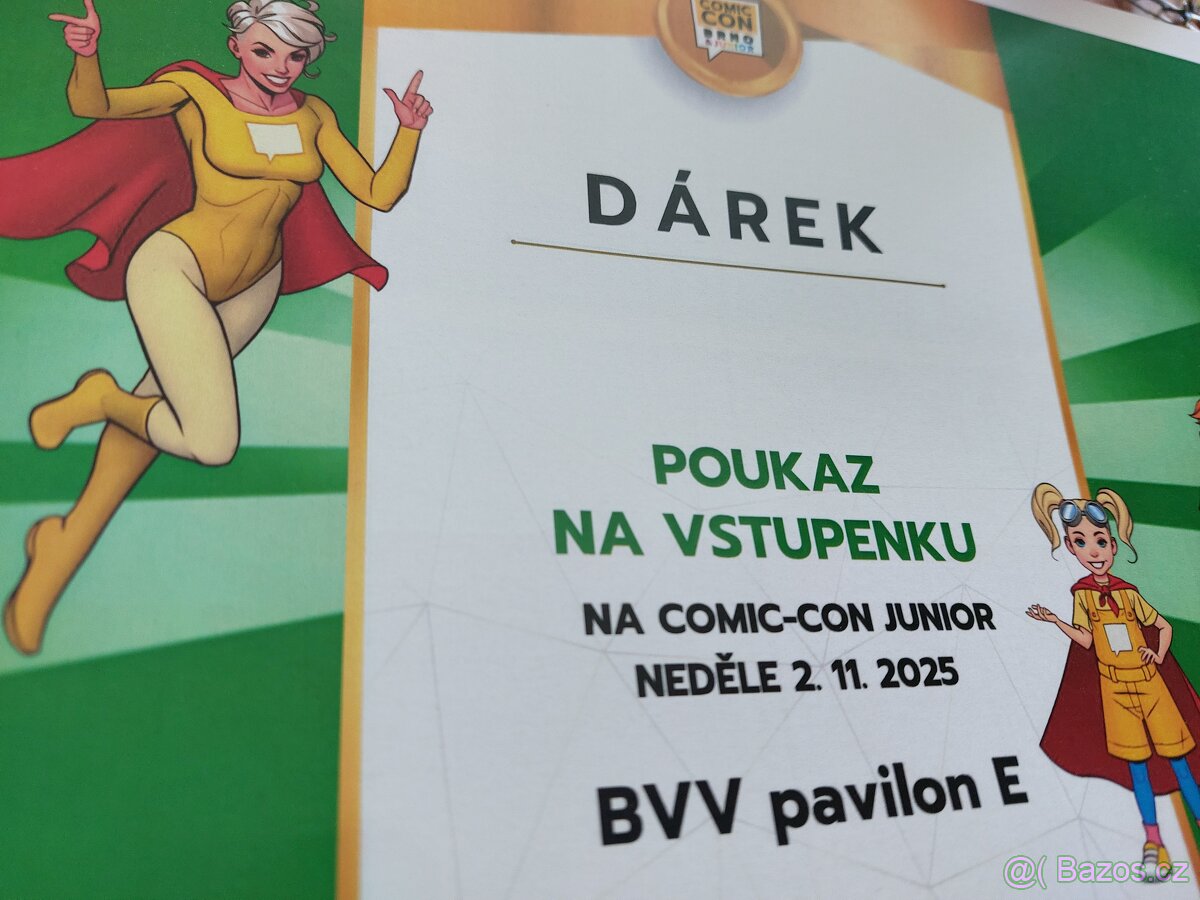 COMIC
CON
BRNO
& JUNIOR
DÁREK
POUKAZ
NA VSTUPENKU
NA COMIC-CON JUNIOR
NEDĚLE 2. 11. 2025
BVV pavilon E
@( Bazos.cz